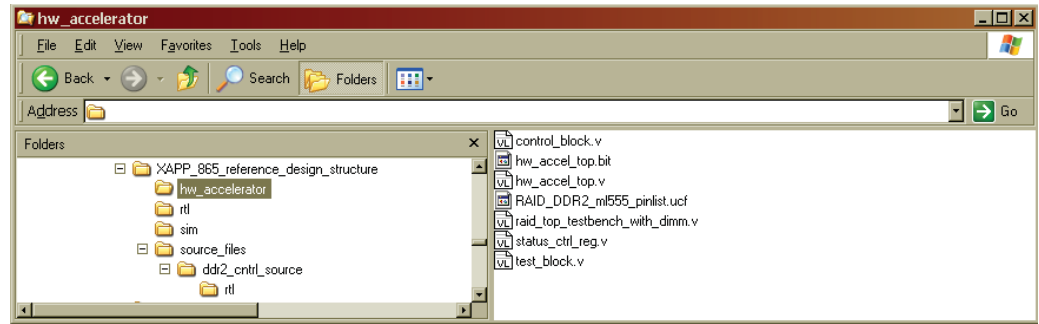 hw_accelerator
File Edit View Favorites Tools Help
Back Search Folders
Address Go
Folders
XAPP_865_reference_design_structure
hw_accelerator
rtl
sim
source_files
ddr2_cntrl_source
rtl
control_block.v
hw_accel_top.bit
hw_accel_top.v
RAID_DDR2_ml555_pinlist.ucf
raid_top_testbench_with_dimm.v
status_ctrl_reg.v
test_block.v